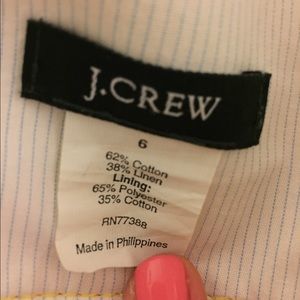 J.CREW
6
62% Cotton
38% Linen
Lining:
65% Polyester
35% Cotton
RN77388
Made in Philippines